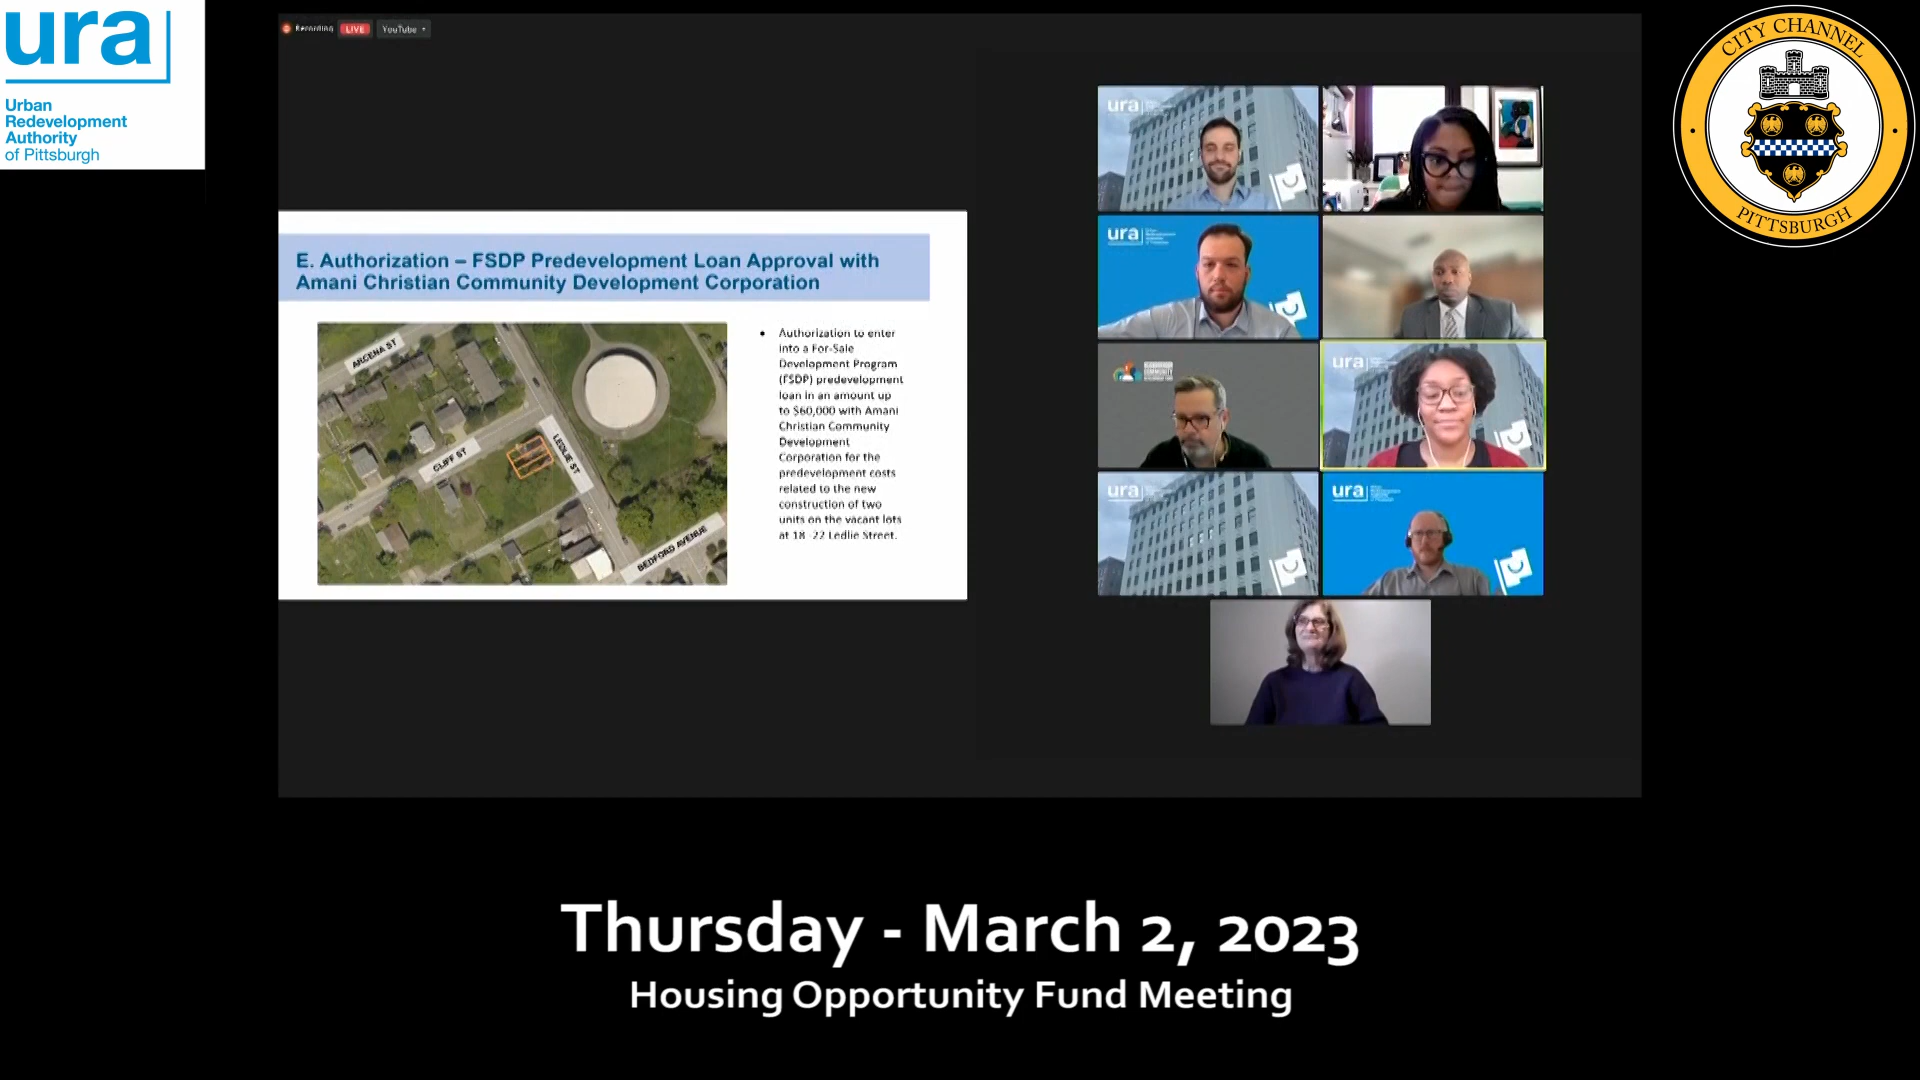 ura
Urban
Redevelopment
Authority
of Pittsburgh
Recording LIVE YouTube
CITY CHANNEL
PITTSBURGH
E. Authorization – FSDP Predevelopment Loan Approval with
Amani Christian Community Development Corporation
ARCENA ST
CLIFF ST
LEDLIE ST
BEDFORD AVENUE
• Authorization to enter
into a For-Sale
Development Program
(FSDP) predevelopment
loan in an amount up
to $60,000 with Amani
Christian Community
Development
Corporation for the
predevelopment costs
related to the new
construction of two
units on the vacant lots
at 18-22 Ledlie Street.
ura
ura
ura
ura
ura
Thursday - March 2, 2023
Housing Opportunity Fund Meeting